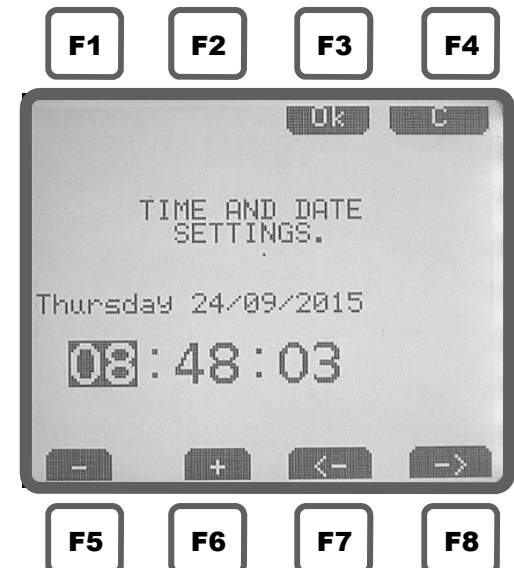 F1 F2 F3 F4
Ok C
TIME AND DATE
SETTINGS.
Thursday 24/09/2015
08:48:03
- + <- ->
F5 F6 F7 F8